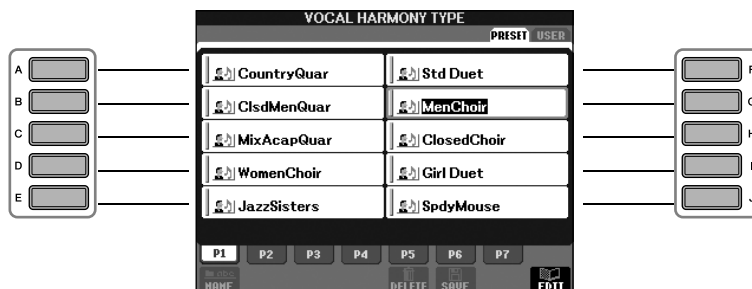 VOCAL HARMONY TYPE
PRESET USER
A CountryQuar Std Duet F
B ClsdMenQuar MenChoir G
C MixAcapQuar ClosedChoir H
D WomenChoir Girl Duet I
E JazzSisters SpdyMouse J
P1 P2 P3 P4 P5 P6 P7
NAME DELETE SAVE EDIT